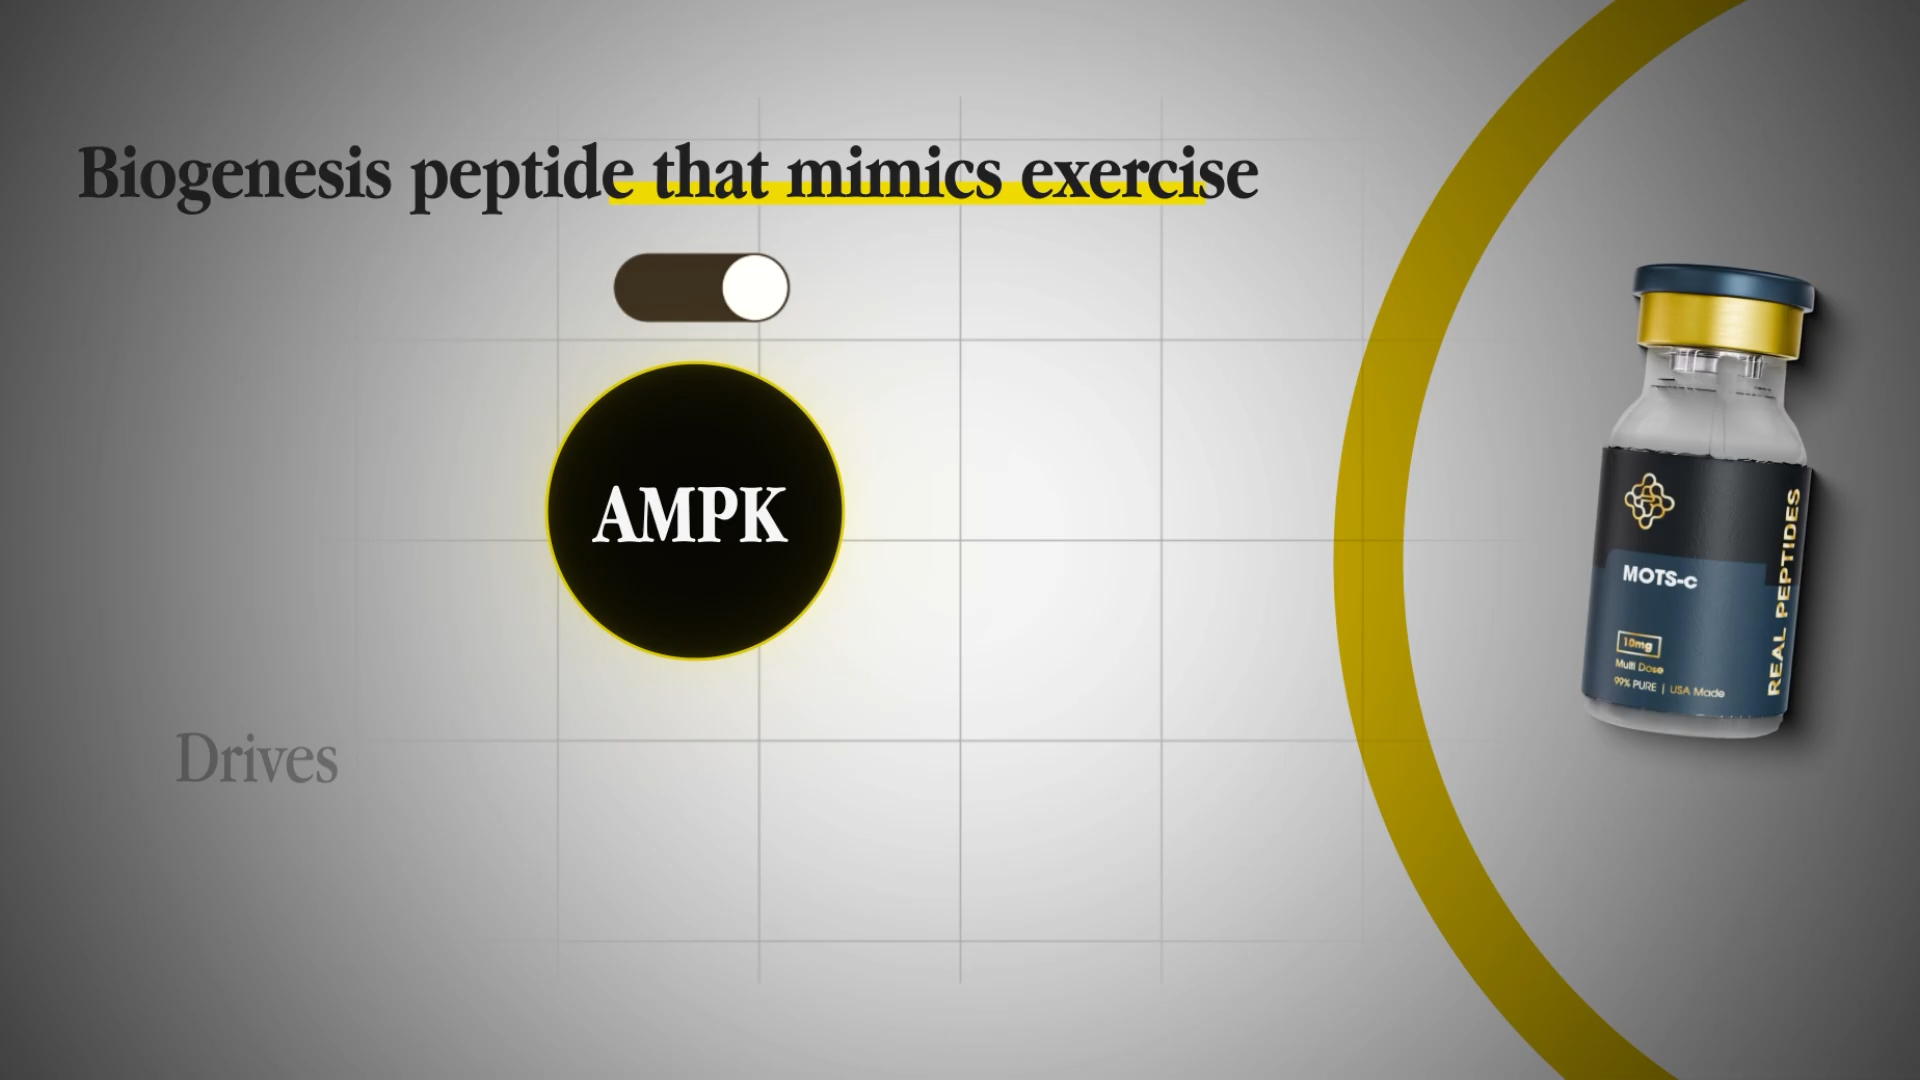 Biogenesis peptide that mimics exercise
AMPK
Drives
MOTS-c
10mg
Multi Dose
99% PURE | USA Made
REAL PEPTIDES